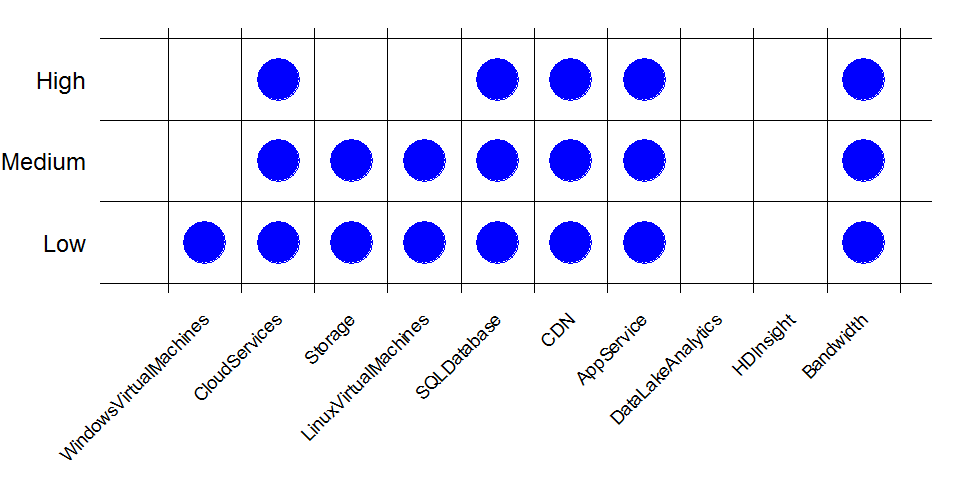 High
Medium
Low
WindowsVirtualMachines
CloudServices
Storage
LinuxVirtualMachines
SQLDatabase
CDN
AppService
DataLakeAnalytics
HDInsight
Bandwidth